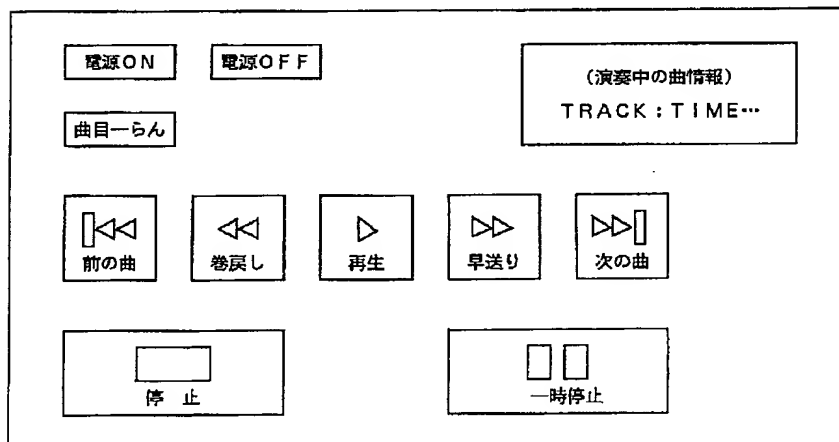 電源ON 電源OFF
(演奏中の曲情報)
TRACK:TIME…
曲目一らん
前の曲 巻戻し 再生 早送り 次の曲
停 止 一時停止